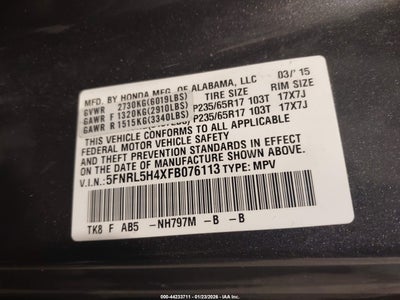 MFD. BY HONDA MFG. OF ALABAMA, LLC 03/ 15
GVWR 2730KG(6019LBS) TIRE SIZE RIM SIZE
GAWR F 1320KG(2910LBS) P235/65R17 103T 17X7J
GAWR R 1515KG(3340LBS) P235/65R17 103T 17X7J
THIS VEHICLE CONFORMS TO ALL APPLICABLE U.S.
FEDERAL MOTOR VEHICLE SAFETY
AND THEFT PREVENTION STANDARDS IN EFFECT ON THE
DATE OF MANUFACTURE SHOWN ABOVE.
V.I.N.: 5FNRL5H4XFB076113 TYPE: MPV
TK8 F AB5 -NH797M -B -B
000 - 44233711 - 01/23/2026 - IAA Inc.